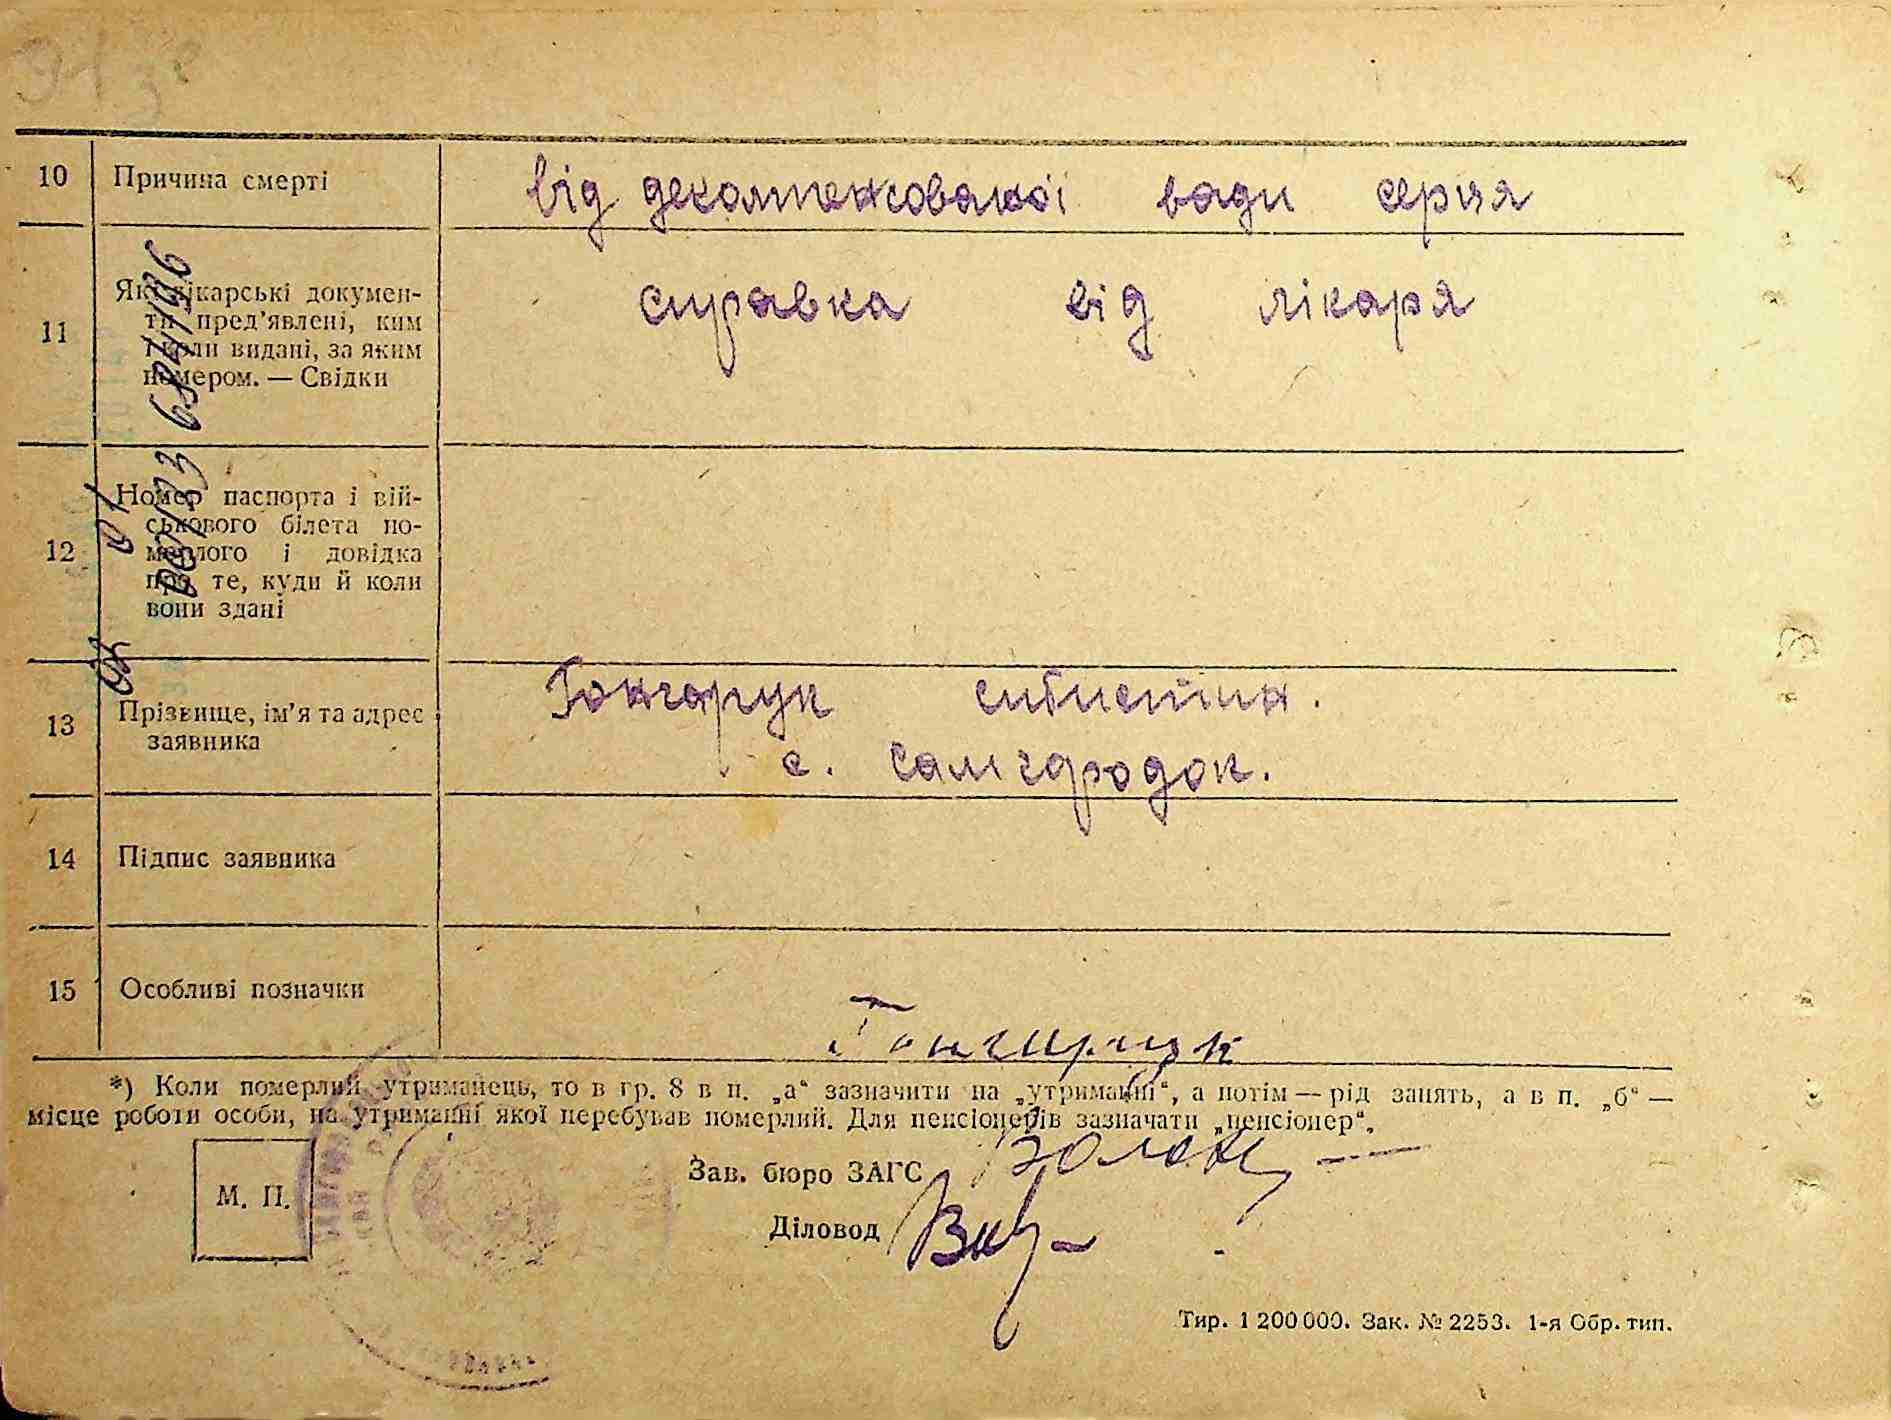 10 Причина смерті від декомпенсованої вади серця
11 Які лікарські докумен-
ти пред'явлені, ким
і коли видані, за яким
номером. — Свідки
справка від лікаря
12 Номер паспорта і вій-
ськового білета по-
мерлого і довідка
про те, куди й коли
вони здані
13 Прізвище, ім'я та адрес
заявника
Гончарук
с. Самгородок.
14 Підпис заявника
15 Особливі позначки
Гончарук
*) Коли померлий утриманець, то в гр. 8 в п. „а“ зазначити на „утриманні“, а потім — рід занять, а в п. „б“ —
місце роботи особи, на утриманні якої перебував померлий. Для пенсіонерів зазначати „пенсіонер“.
М. П.
Зав. бюро ЗАГС
Діловод
Тир. 1 200 000. Зак. № 2253. 1-я Обр. тип.